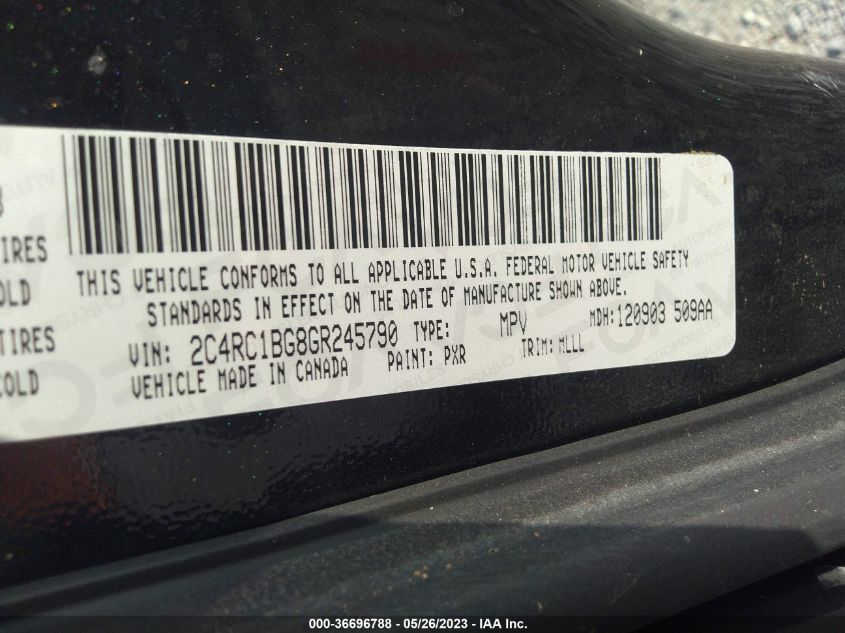 3
TIRES
OLD
TIRES
COLD
THIS VEHICLE CONFORMS TO ALL APPLICABLE U.S.A. FEDERAL MOTOR VEHICLE SAFETY
STANDARDS IN EFFECT ON THE DATE OF MANUFACTURE SHOWN ABOVE.
VIN: 2C4RC1BG8GR245790 TYPE: MPV MDH:120903 509AA
VEHICLE MADE IN CANADA PAINT: PXR TRIM: MLLL
000-36696788 - 05/26/2023 - IAA Inc.